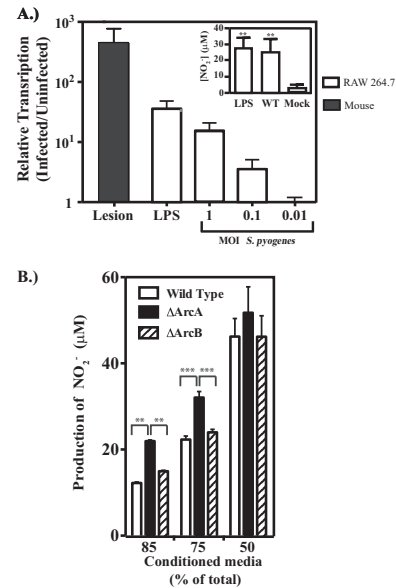 A.)
Relative Transcription
(Infected/Uninfected)
10³
10²
10¹
1
Lesion
LPS
1
0.1
0.01
MOI S. pyogenes
[NO₂⁻] (μM)
40
30
20
10
0
**
**
LPS
WT
Mock
RAW 264.7
Mouse
B.)
Production of NO₂⁻ (μM)
60
40
20
0
Wild Type
ΔArcA
ΔArcB
**
**
***
***
85
75
50
Conditioned media
(% of total)